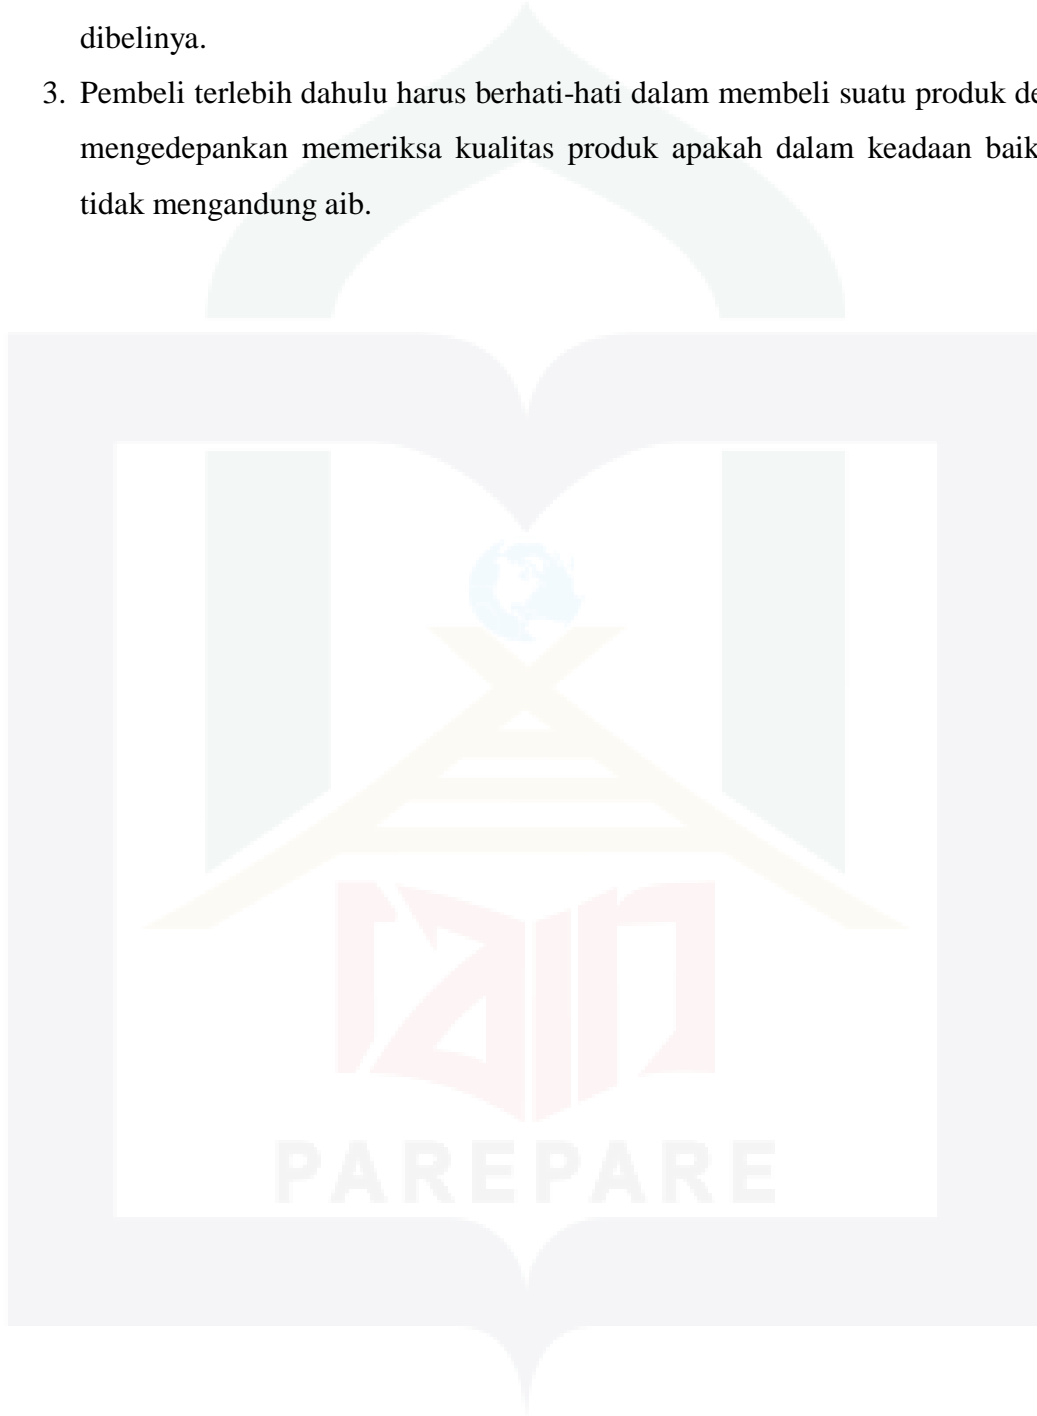 dibelinya.
3. Pembeli terlebih dahulu harus berhati-hati dalam membeli suatu produk de
mengedepankan memeriksa kualitas produk apakah dalam keadaan baik
tidak mengandung aib.
iain
PAREPARE